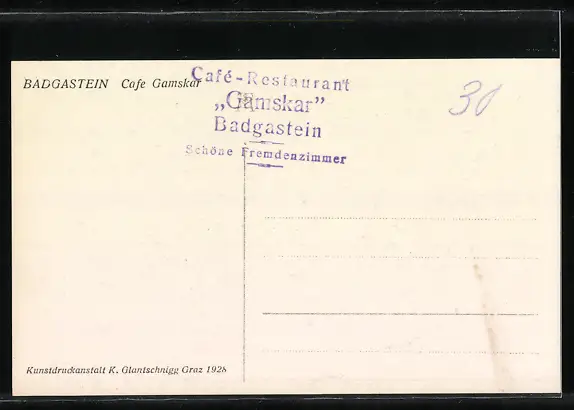 BADGASTEIN Cafe Gamskar
Café-Restaurant
„Gamskar”
Badgastein
Schöne Fremdenzimmer
30
Kunstdruckanstalt K. Glantschnigg Graz 1928